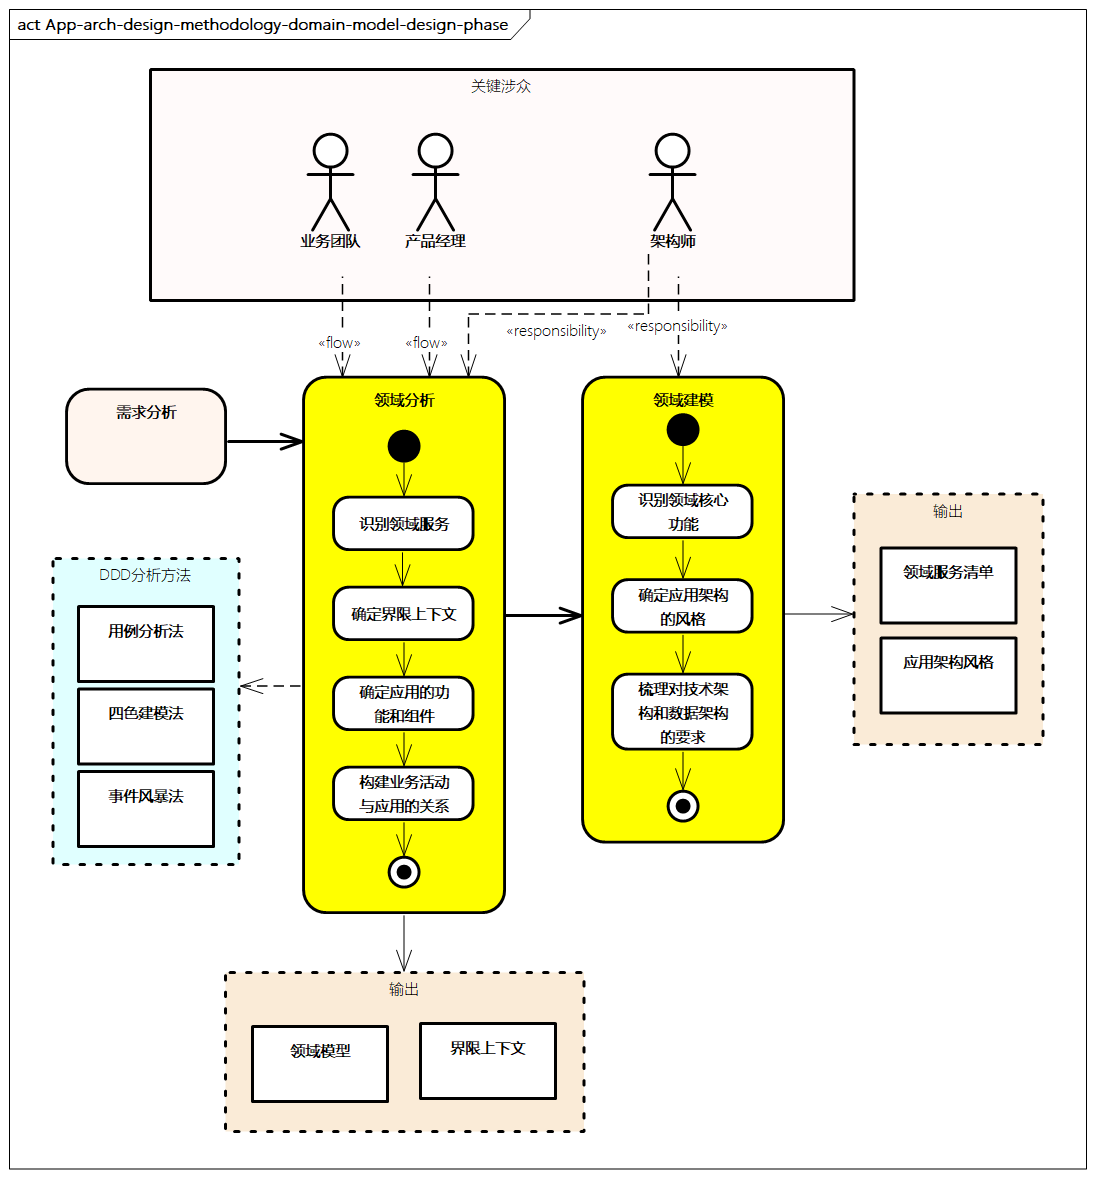 act App-arch-design-methodology-domain-model-design-phase
关键涉众
业务团队
产品经理
架构师
«flow»
«flow»
«responsibility»
«responsibility»
需求分析
领域分析
识别领域服务
确定界限上下文
确定应用的功
能和组件
构建业务活动
与应用的关系
领域建模
识别领域核心
功能
确定应用架构
的风格
梳理对技术架
构和数据架构
的要求
输出
领域服务清单
应用架构风格
DDD分析方法
用例分析法
四色建模法
事件风暴法
输出
领域模型
界限上下文